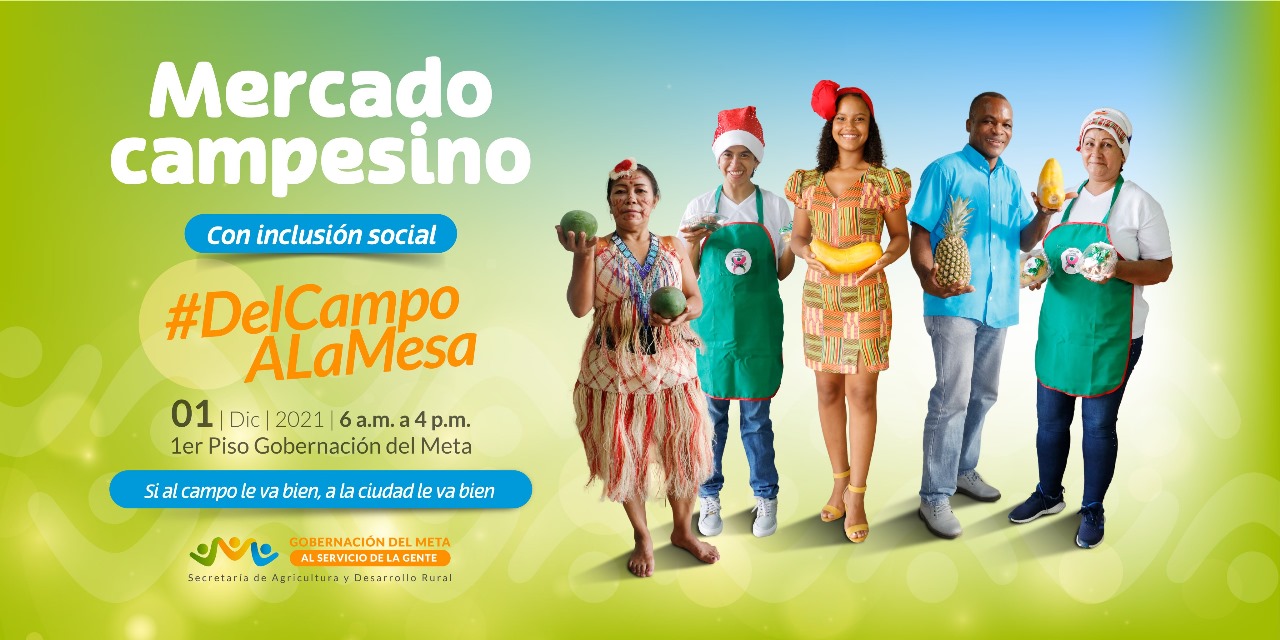 Mercado
campesino
Con inclusión social
#DelCampo
ALaMesa
01 | Dic | 2021 | 6 a.m. a 4 p.m.
1er Piso Gobernación del Meta
Si al campo le va bien, a la ciudad le va bien
GOBERNACIÓN DEL META
AL SERVICIO DE LA GENTE
Secretaría de Agricultura y Desarrollo Rural